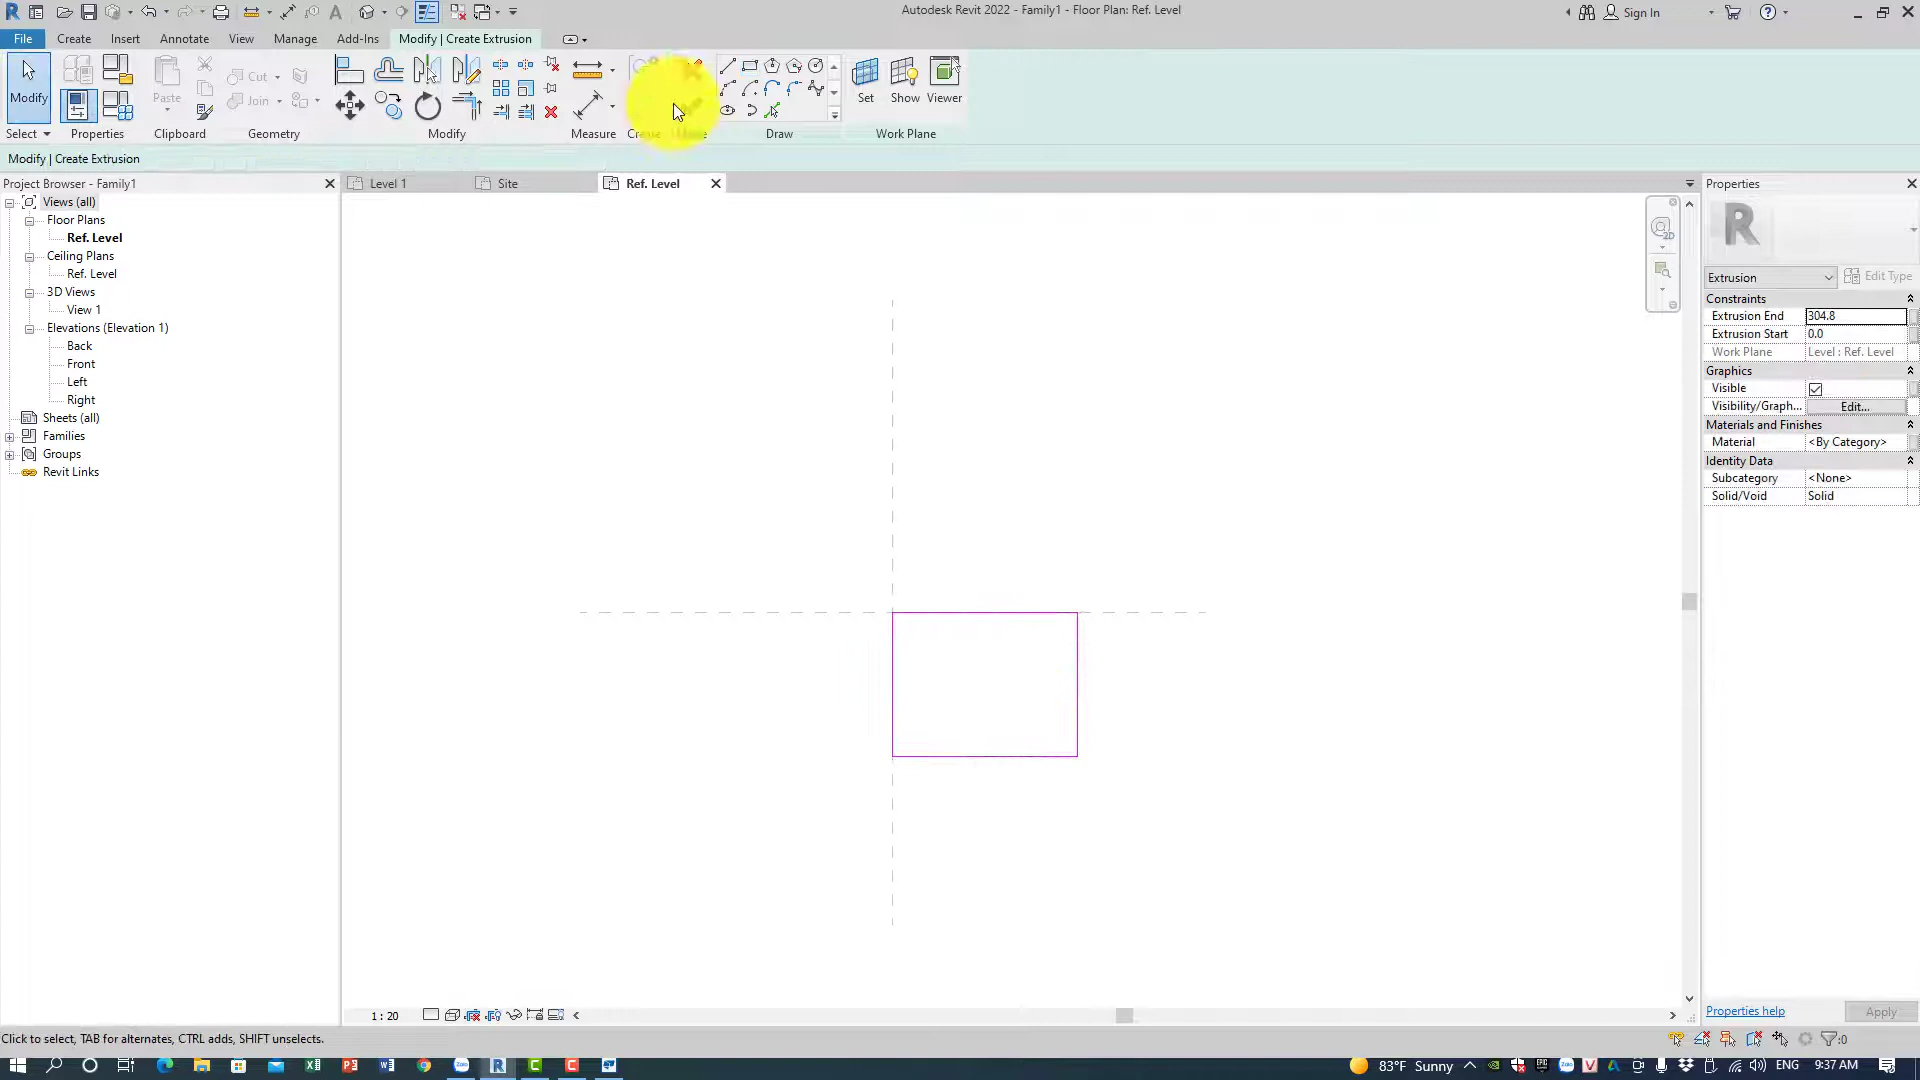 Autodesk Revit 2022 - Family1 - Floor Plan: Ref. Level
Sign In
File Create Insert Annotate View Manage Add-Ins Modify | Create Extrusion
Modify
Paste
Cut
Join
Set Show Viewer
Select Properties Clipboard Geometry Modify Measure Draw Work Plane
Modify | Create Extrusion
Project Browser - Family1
Level 1
Site
Ref. Level
Properties
Views (all)
Floor Plans
Ref. Level
Ceiling Plans
Ref. Level
3D Views
View 1
Elevations (Elevation 1)
Back
Front
Left
Right
Sheets (all)
Families
Groups
Revit Links
2D
Extrusion
Edit Type
Constraints
Extrusion End 304.8
Extrusion Start 0.0
Work Plane Level : Ref. Level
Graphics
Visible
Visibility/Graph... Edit...
Materials and Finishes
Material <By Category>
Identity Data
Subcategory <None>
Solid/Void Solid
Properties help
Apply
1 : 20
Click to select, TAB for alternates, CTRL adds, SHIFT unselects.
:0
83°F Sunny
ENG
9:37 AM